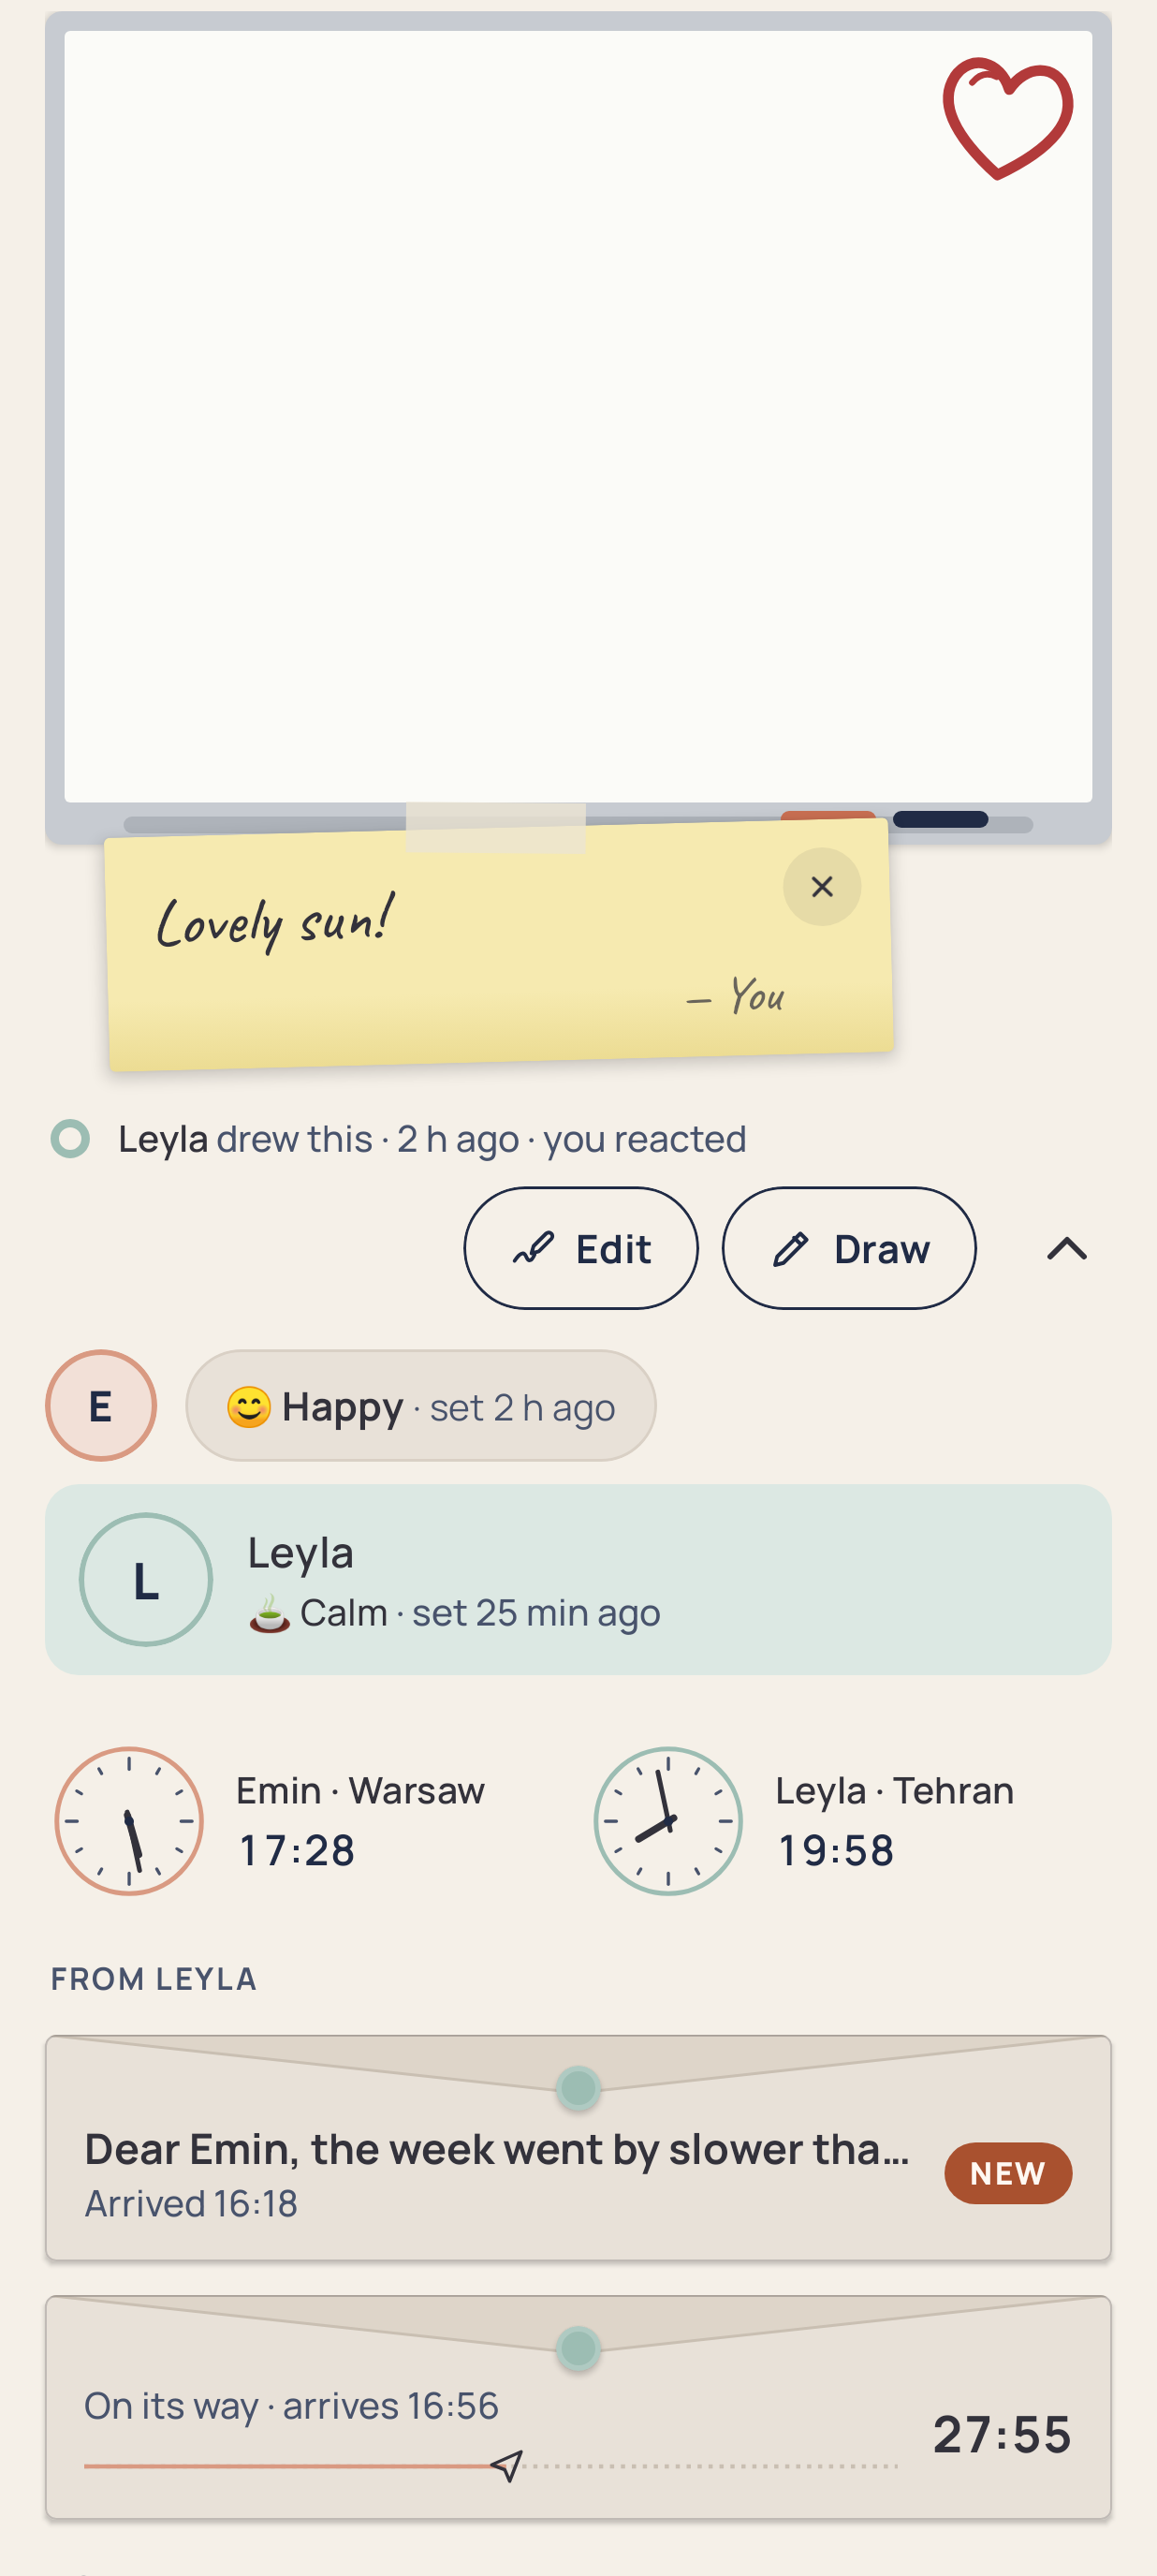 Lovely sun!
– You
Leyla drew this · 2 h ago · you reacted
Edit
Draw
E
😊 Happy · set 2 h ago
L
Leyla
🍵 Calm · set 25 min ago
Emin · Warsaw
17:28
Leyla · Tehran
19:58
FROM LEYLA
Dear Emin, the week went by slower tha...
NEW
Arrived 16:18
On its way · arrives 16:56
27:55